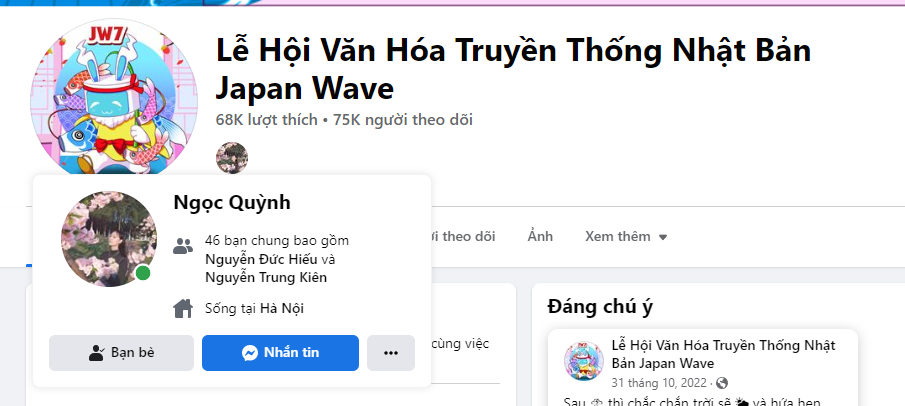 JW7
Lễ Hội Văn Hóa Truyền Thống Nhật Bản
Japan Wave
68K lượt thích • 75K người theo dõi
Ngọc Quỳnh
46 bạn chung bao gồm
Nguyễn Đức Hiếu và
Nguyễn Trung Kiên
Sống tại Hà Nội
Bạn bè
Nhắn tin
theo dõi
Ảnh
Xem thêm
cùng việc
Đáng chú ý
Lễ Hội Văn Hóa Truyền Thống Nhật
Bản Japan Wave
31 tháng 10, 2022 ·
Sau thì chắc chắn trời sẽ và hứa hẹn